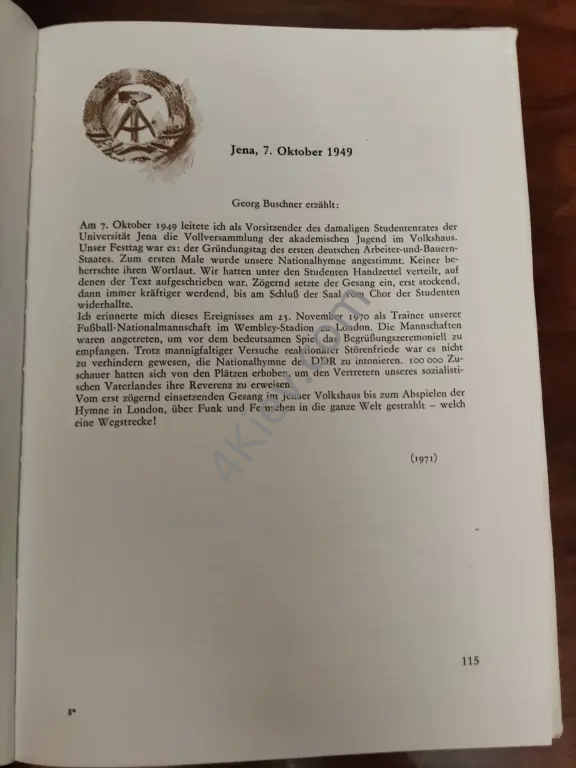 Jena, 7. Oktober 1949
Georg Buschner erzählt:
Am 7. Oktober 1949 leitete ich als Vorsitzender des damaligen Studentenrates der
Universität Jena die Vollversammlung der akademischen Jugend im Volkshaus.
Unser Festtag war es: der Gründungstag des ersten deutschen Arbeiter-und-Bauern-
Staates. Zum ersten Male wurde unsere Nationalhymne angestimmt. Keiner be-
herrschte ihren Wortlaut. Wir hatten unter den Studenten Handzettel verteilt, auf
denen der Text aufgeschrieben war. Zögernd setzte der Gesang ein, erst stockend,
dann immer kräftiger werdend, bis am Schluß der Saal vom Chor der Studenten
widerhallte.
Ich erinnerte mich dieses Ereignisses am 25. November 1970 als Trainer unserer
Fußball-Nationalmannschaft im Wembley-Stadion zu London. Die Mannschaften
waren angetreten, um vor dem bedeutsamen Spiel das Begrüßungszeremoniell zu
empfangen. Trotz mannigfaltiger Versuche reaktionärer Störenfriede war es nicht
zu verhindern gewesen, die Nationalhymne der DDR zu intonieren. 100 000 Zu-
schauer hatten sich von den Plätzen erhoben, um den Vertretern unseres sozialisti-
schen Vaterlandes ihre Reverenz zu erweisen.
Vom erst zögernd einsetzenden Gesang im Jenaer Volkshaus bis zum Abspielen der
Hymne in London, über Funk und Fernsehen in die ganze Welt gestrahlt – welch
eine Wegstrecke!
(1971)
4Kiev.com
115
8*